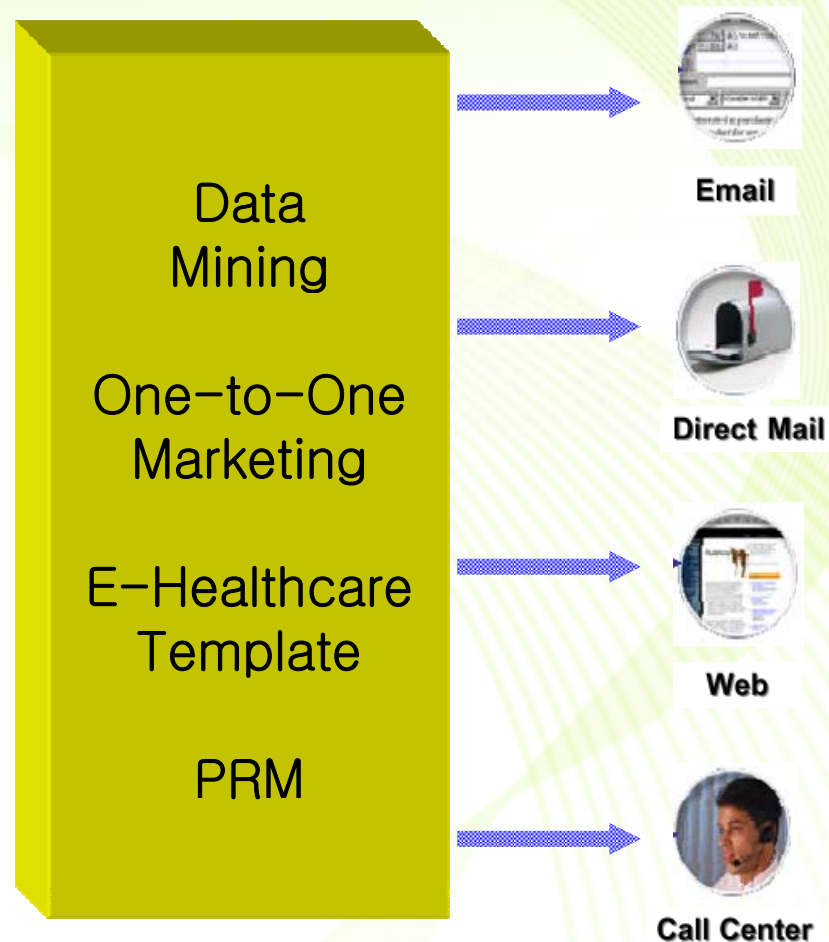 Data
Mining
One-to-One
Marketing
E-Healthcare
Template
PRM
Email
Direct Mail
Web
Call Center